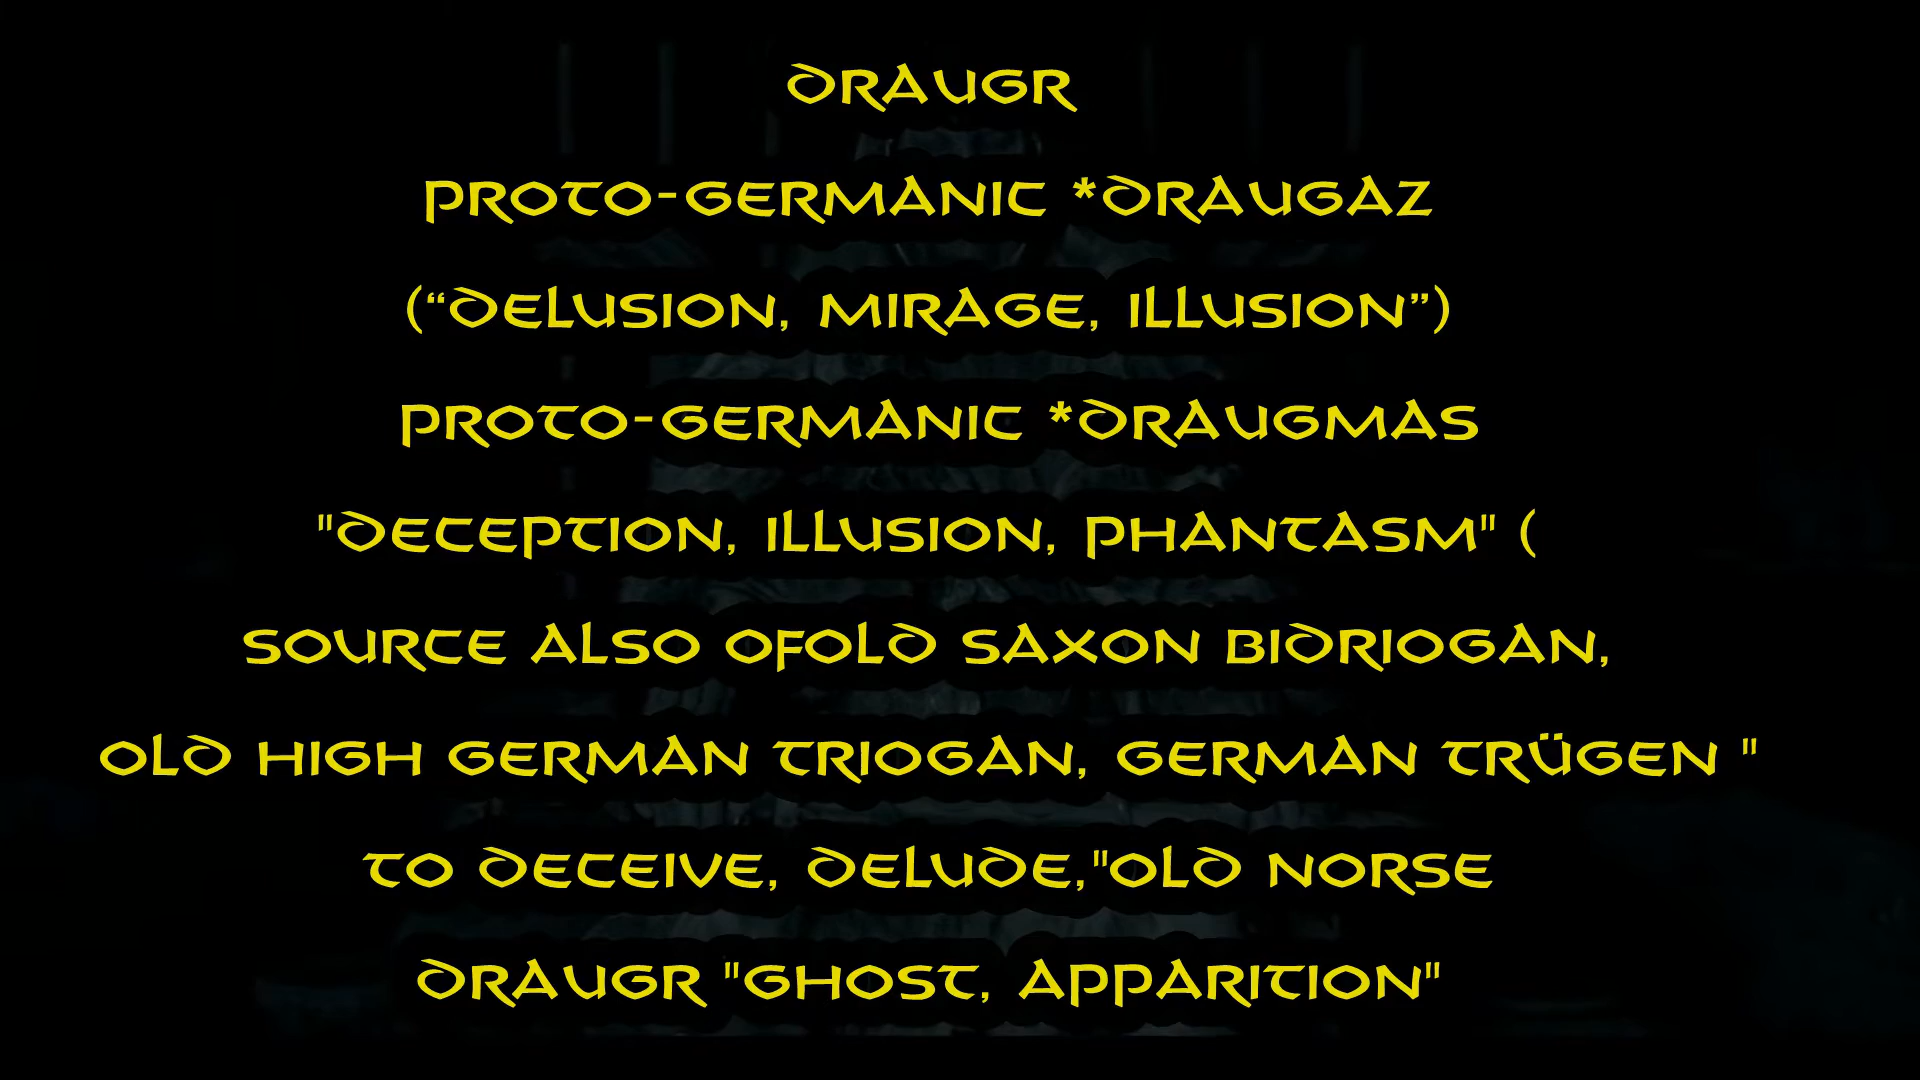 DRAUGR
PROTO-GERMANIC *DRAUGAZ
(“DELUSION, MIRAGE, ILLUSION”)
PROTO-GERMANIC *DRAUGMAS
"DECEPTION, ILLUSION, PHANTASM" (
SOURCE ALSO OFOLD SAXON BIDRIOGAN,
OLD HIGH GERMAN TRIOGAN, GERMAN TRÜGEN "
TO DECEIVE, DELUDE,"OLD NORSE
DRAUGR "GHOST, APPARITION"